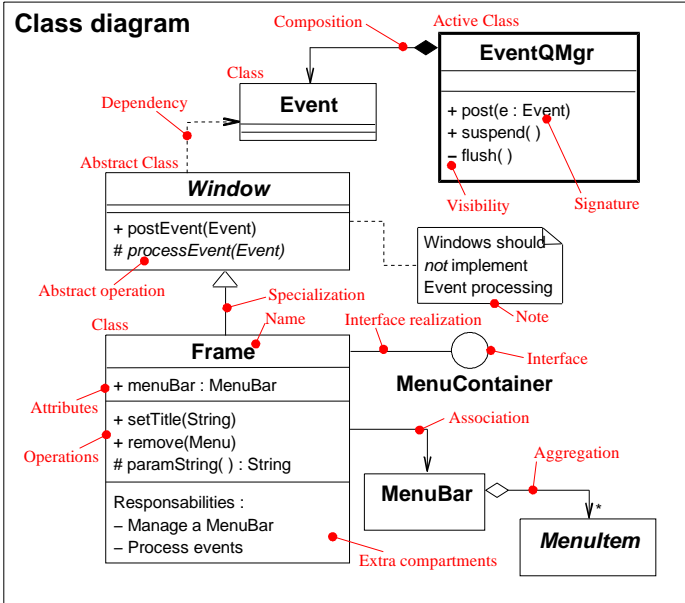 Class diagram
Composition
Active Class
EventQMgr
+ post(e : Event)
+ suspend( )
– flush( )
Visibility
Signature
Class
Event
Dependency
Abstract Class
Window
+ postEvent(Event)
# processEvent(Event)
Abstract operation
Windows should
not implement
Event processing
Note
Specialization
Class
Name
Frame
+ menuBar : MenuBar
Attributes
+ setTitle(String)
+ remove(Menu)
# paramString( ) : String
Operations
Responsabilities :
– Manage a MenuBar
– Process events
Extra compartments
Interface realization
Interface
MenuContainer
Association
MenuBar
Aggregation
*
MenuItem